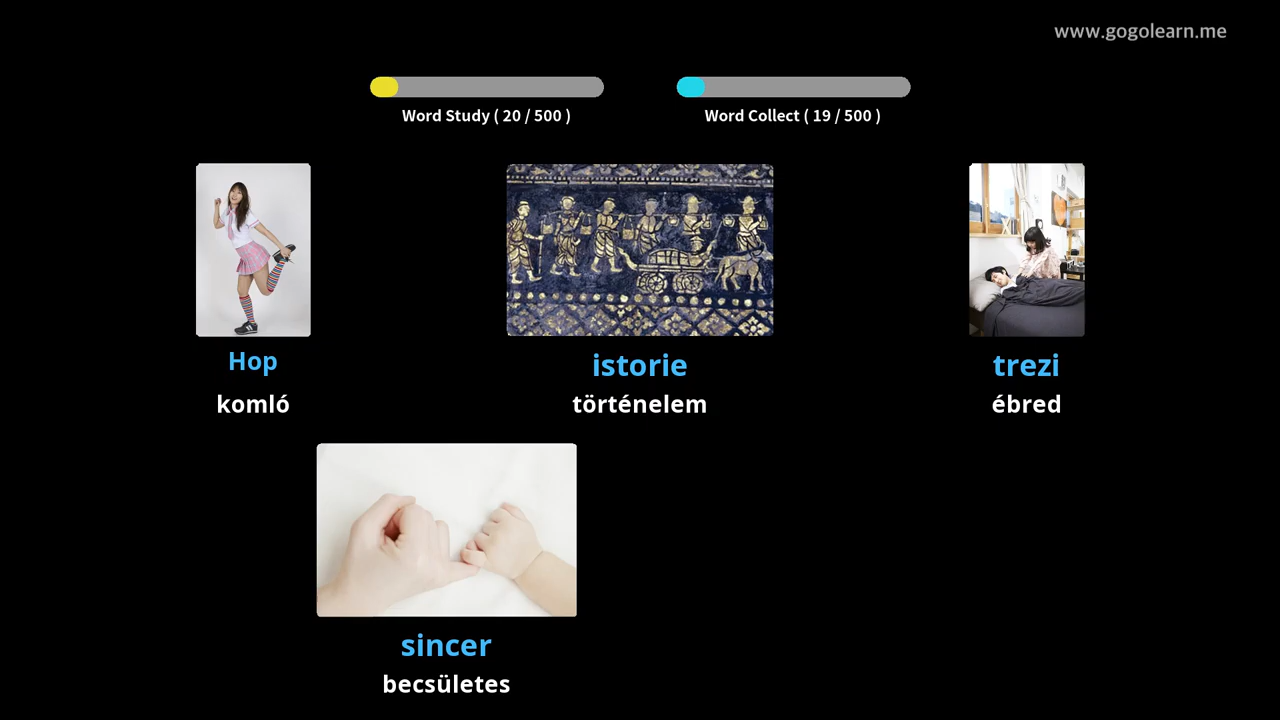 www.gogolearn.me
Word Study ( 20 / 500 )
Word Collect ( 19 / 500 )
Hop
komló
istorie
történelem
trezi
ébred
sincer
becsületes